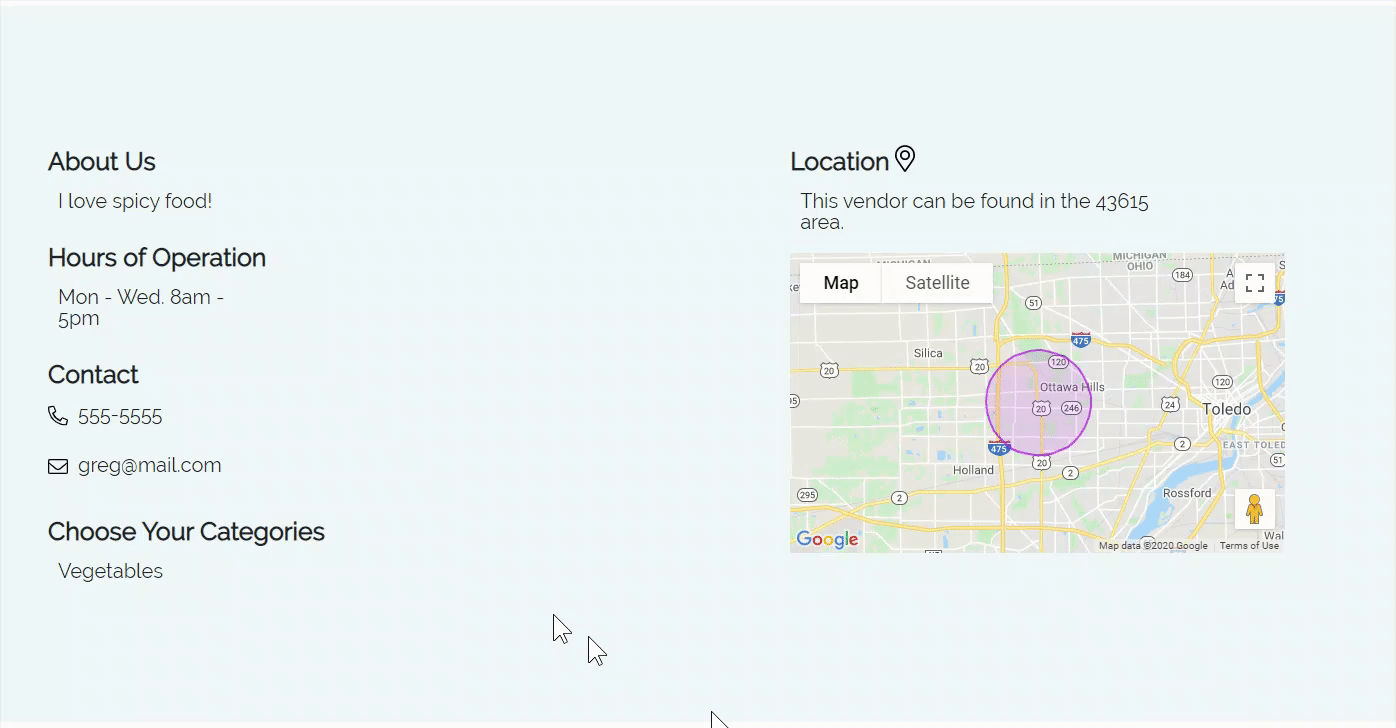 About Us
I love spicy food!
Hours of Operation
Mon - Wed. 8am -
5pm
Contact
555-5555
greg@mail.com
Choose Your Categories
Vegetables
Location
This vendor can be found in the 43615
area.
MICHIGAN
MICHIGAN
OHIO
Map
Satellite
184
51
75
475
Silica
20
20
120
Ottawa Hills
120
20
246
24
Toledo
475
2
EAST TOLED
Holland
20
2
51
295
2
Rossford
Google
Map data ©2020 Google
Terms of Use